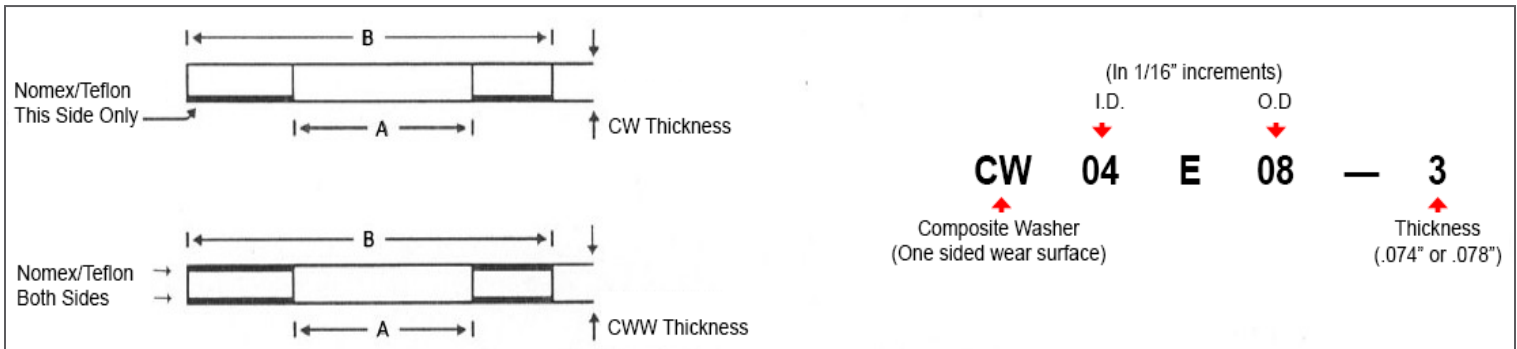 B
Nomex/Teflon
This Side Only
A
CW Thickness
B
Nomex/Teflon
Both Sides
A
CWW Thickness
(In 1/16” increments)
I.D. O.D
CW 04 E 08 — 3
Composite Washer Thickness
(One sided wear surface) (.074” or .078”)